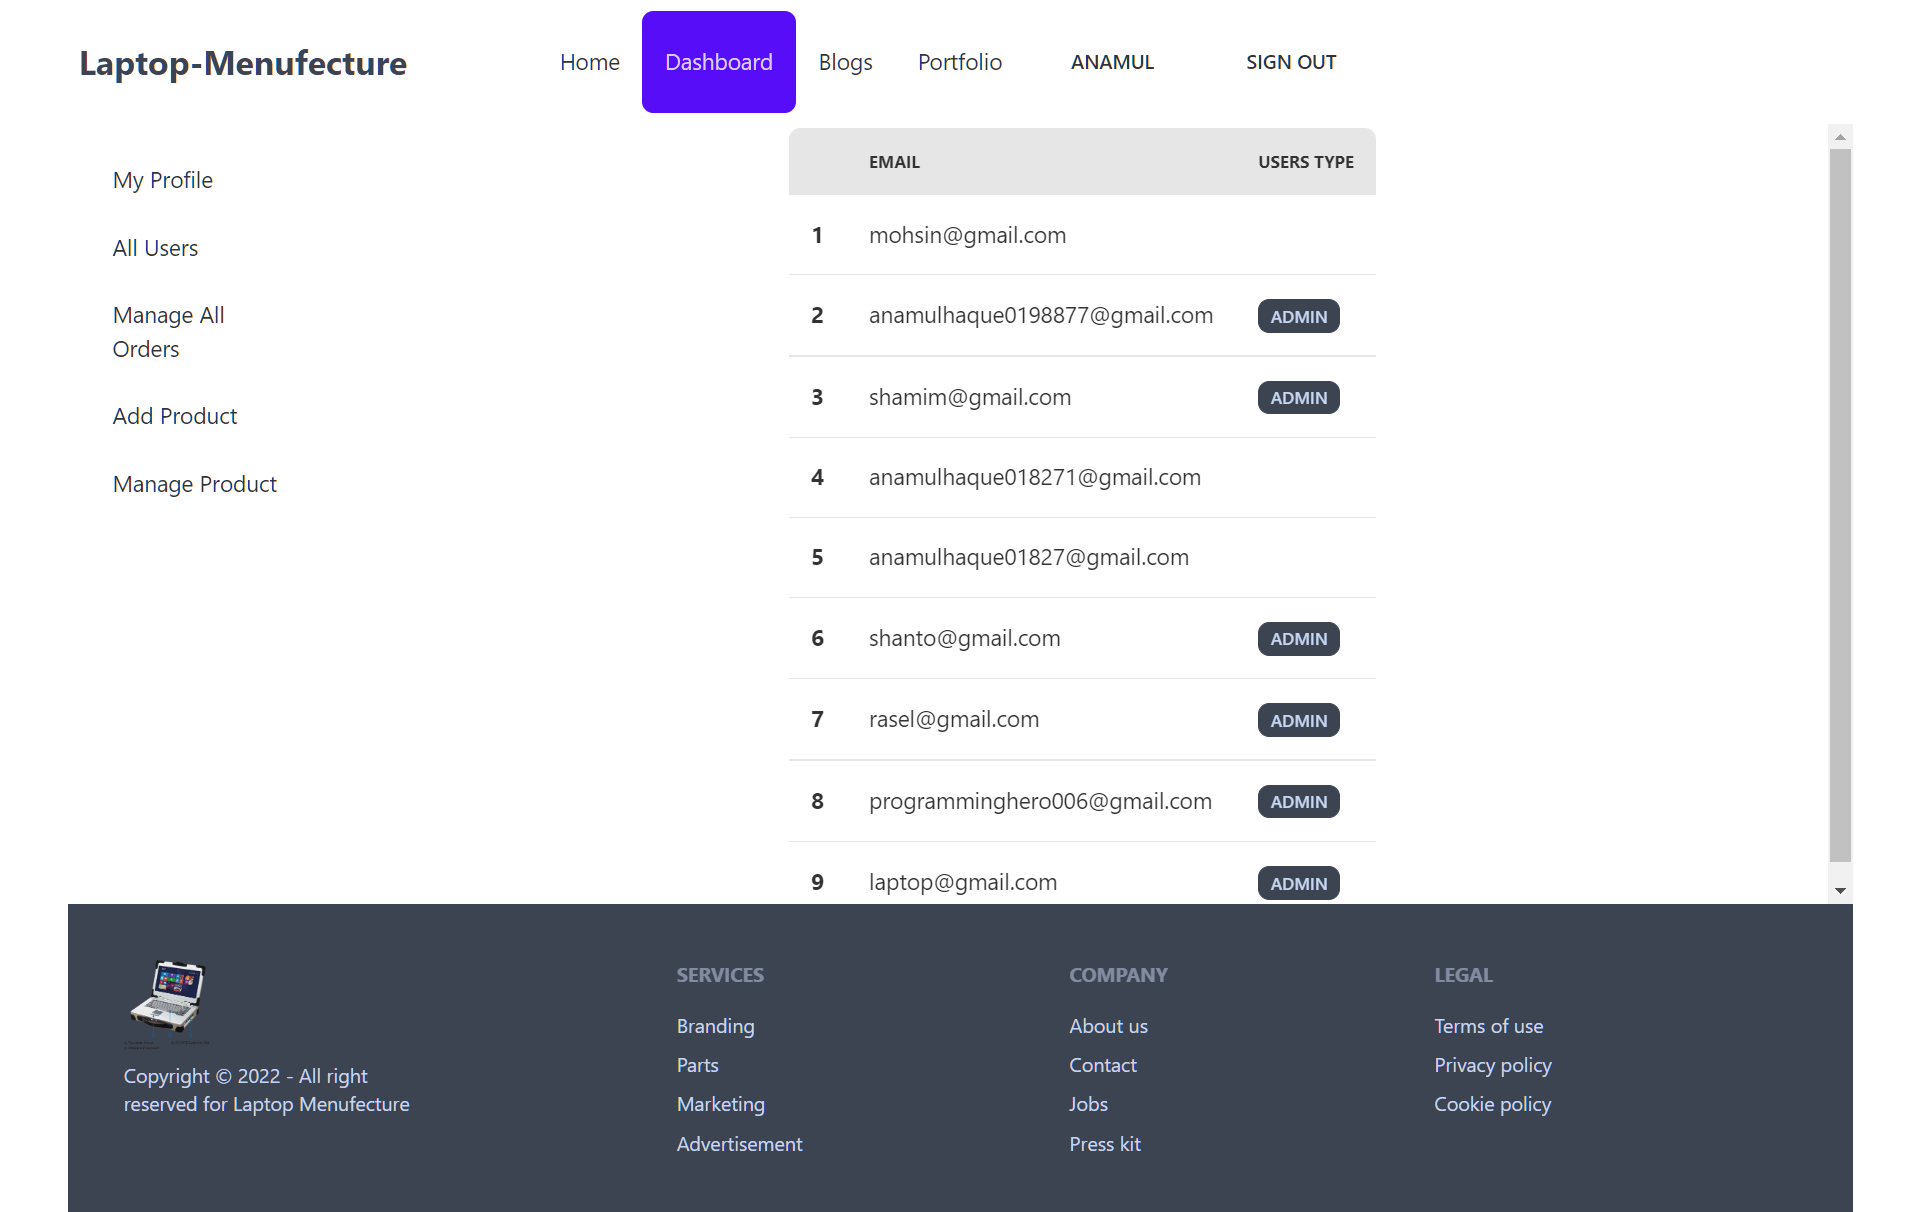 Laptop-Menufecture
Home Dashboard Blogs Portfolio ANAMUL SIGN OUT
My Profile
All Users
Manage All
Orders
Add Product
Manage Product
EMAIL USERS TYPE
1 mohsin@gmail.com
2 anamulhaque0198877@gmail.com ADMIN
3 shamim@gmail.com ADMIN
4 anamulhaque018271@gmail.com
5 anamulhaque01827@gmail.com
6 shanto@gmail.com ADMIN
7 rasel@gmail.com ADMIN
8 programminghero006@gmail.com ADMIN
9 laptop@gmail.com ADMIN
Copyright © 2022 - All right
reserved for Laptop Menufecture
SERVICES
Branding
Parts
Marketing
Advertisement
COMPANY
About us
Contact
Jobs
Press kit
LEGAL
Terms of use
Privacy policy
Cookie policy